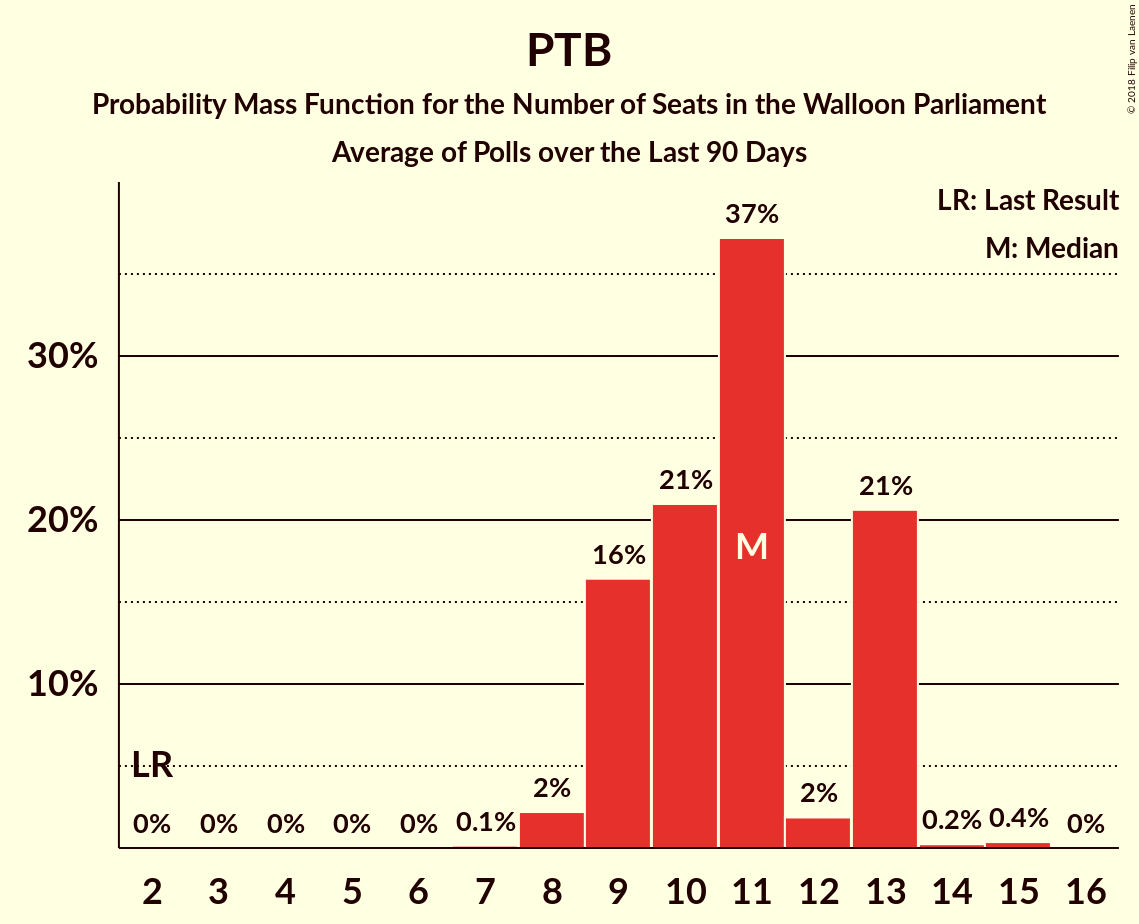 PTB
Probability Mass Function for the Number of Seats in the Walloon Parliament
Average of Polls over the Last 90 Days
© 2018 Filip van Laenen
LR: Last Result
M: Median
37%
30%
21%
21%
20%
16%
M
10%
LR
0%
0%
0%
0%
0%
0.1%
2%
2%
0.2%
0.4%
0%
2 3 4 5 6 7 8 9 10 11 12 13 14 15 16